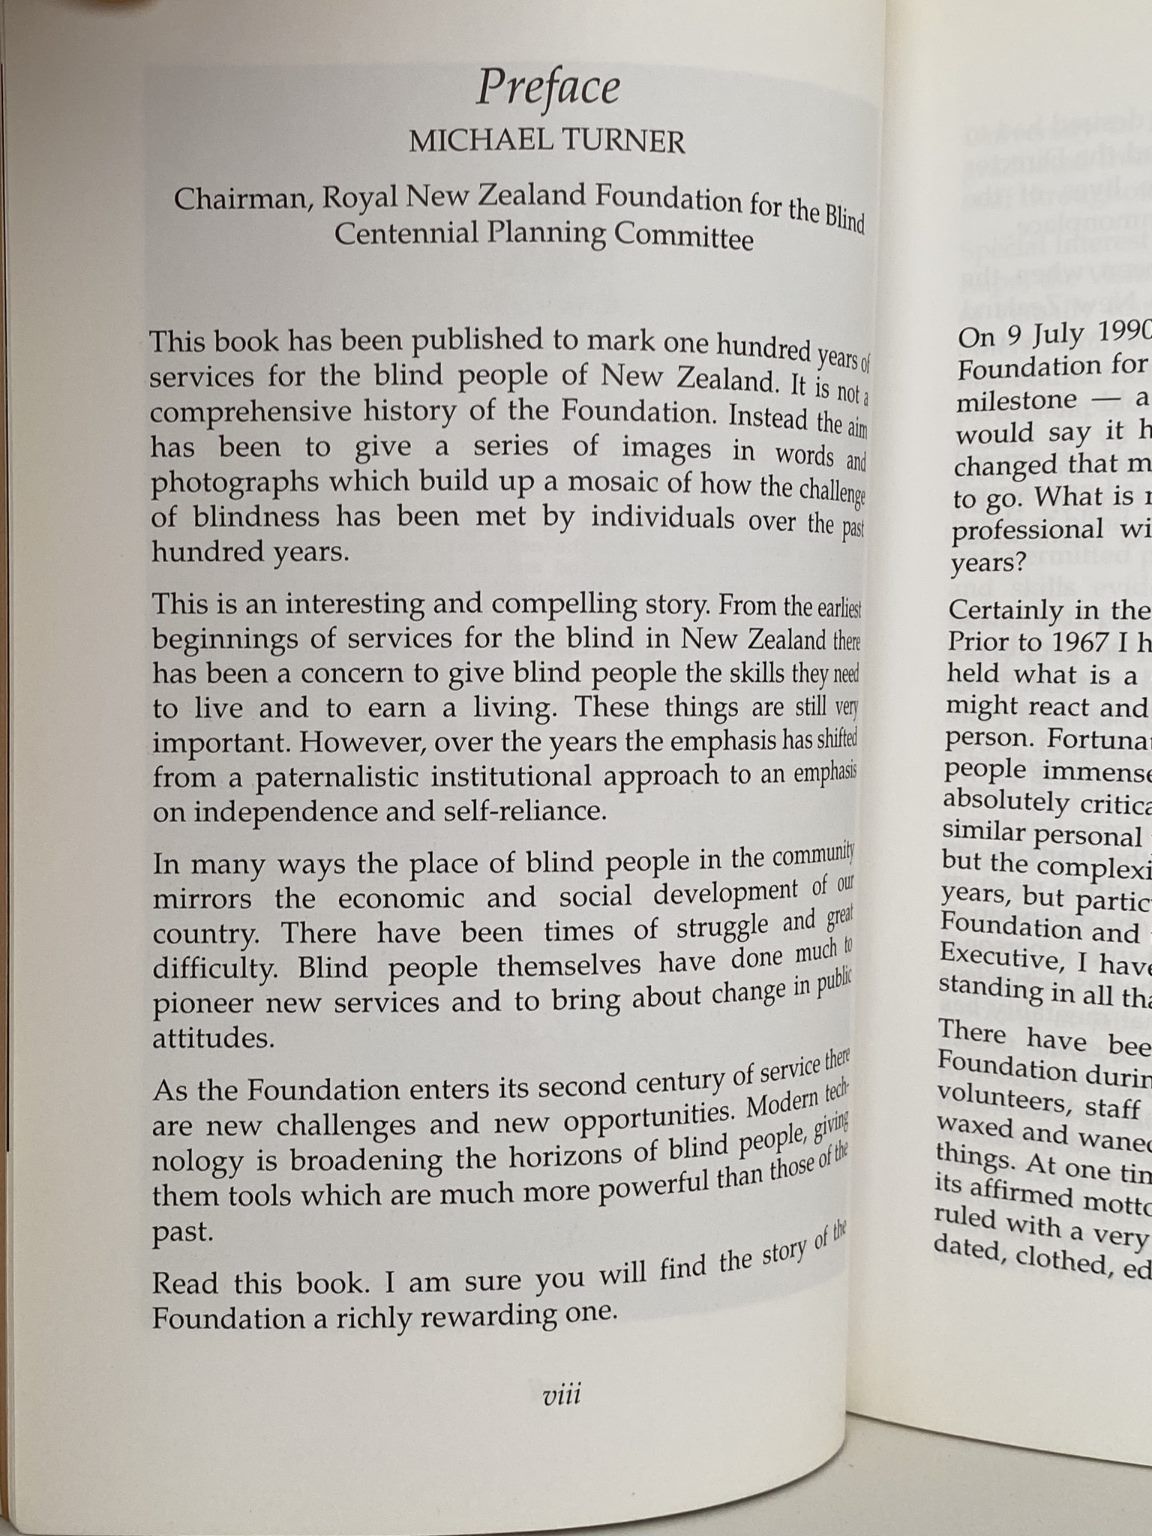 Preface
MICHAEL TURNER
Chairman, Royal New Zealand Foundation for the Blind
Centennial Planning Committee
This book has been published to mark one hundred years of
services for the blind people of New Zealand. It is not a
comprehensive history of the Foundation. Instead the aim
has been to give a series of images in words and
photographs which build up a mosaic of how the challenge
of blindness has been met by individuals over the past
hundred years.
This is an interesting and compelling story. From the earliest
beginnings of services for the blind in New Zealand there
has been a concern to give blind people the skills they need
to live and to earn a living. These things are still very
important. However, over the years the emphasis has shifted
from a paternalistic institutional approach to an emphasis
on independence and self-reliance.
In many ways the place of blind people in the community
mirrors the economic and social development of our
country. There have been times of struggle and great
difficulty. Blind people themselves have done much to
pioneer new services and to bring about change in public
attitudes.
As the Foundation enters its second century of service there
are new challenges and new opportunities. Modern tech-
nology is broadening the horizons of blind people, giving
them tools which are much more powerful than those of the
past.
Read this book. I am sure you will find the story of the
Foundation a richly rewarding one.
viii
On 9 July 1990
Foundation for
milestone — a
would say it h
changed that m
to go. What is
professional wi
years?
Certainly in the
Prior to 1967 I h
held what is a
might react and
person. Fortuna
people immense
absolutely critica
similar personal
but the complexi
years, but partic
Foundation and
Executive, I have
standing in all tha
There have bee
Foundation durin
volunteers, staff
waxed and waned
things. At one tim
its affirmed motto
ruled with a very
dated, clothed, ed